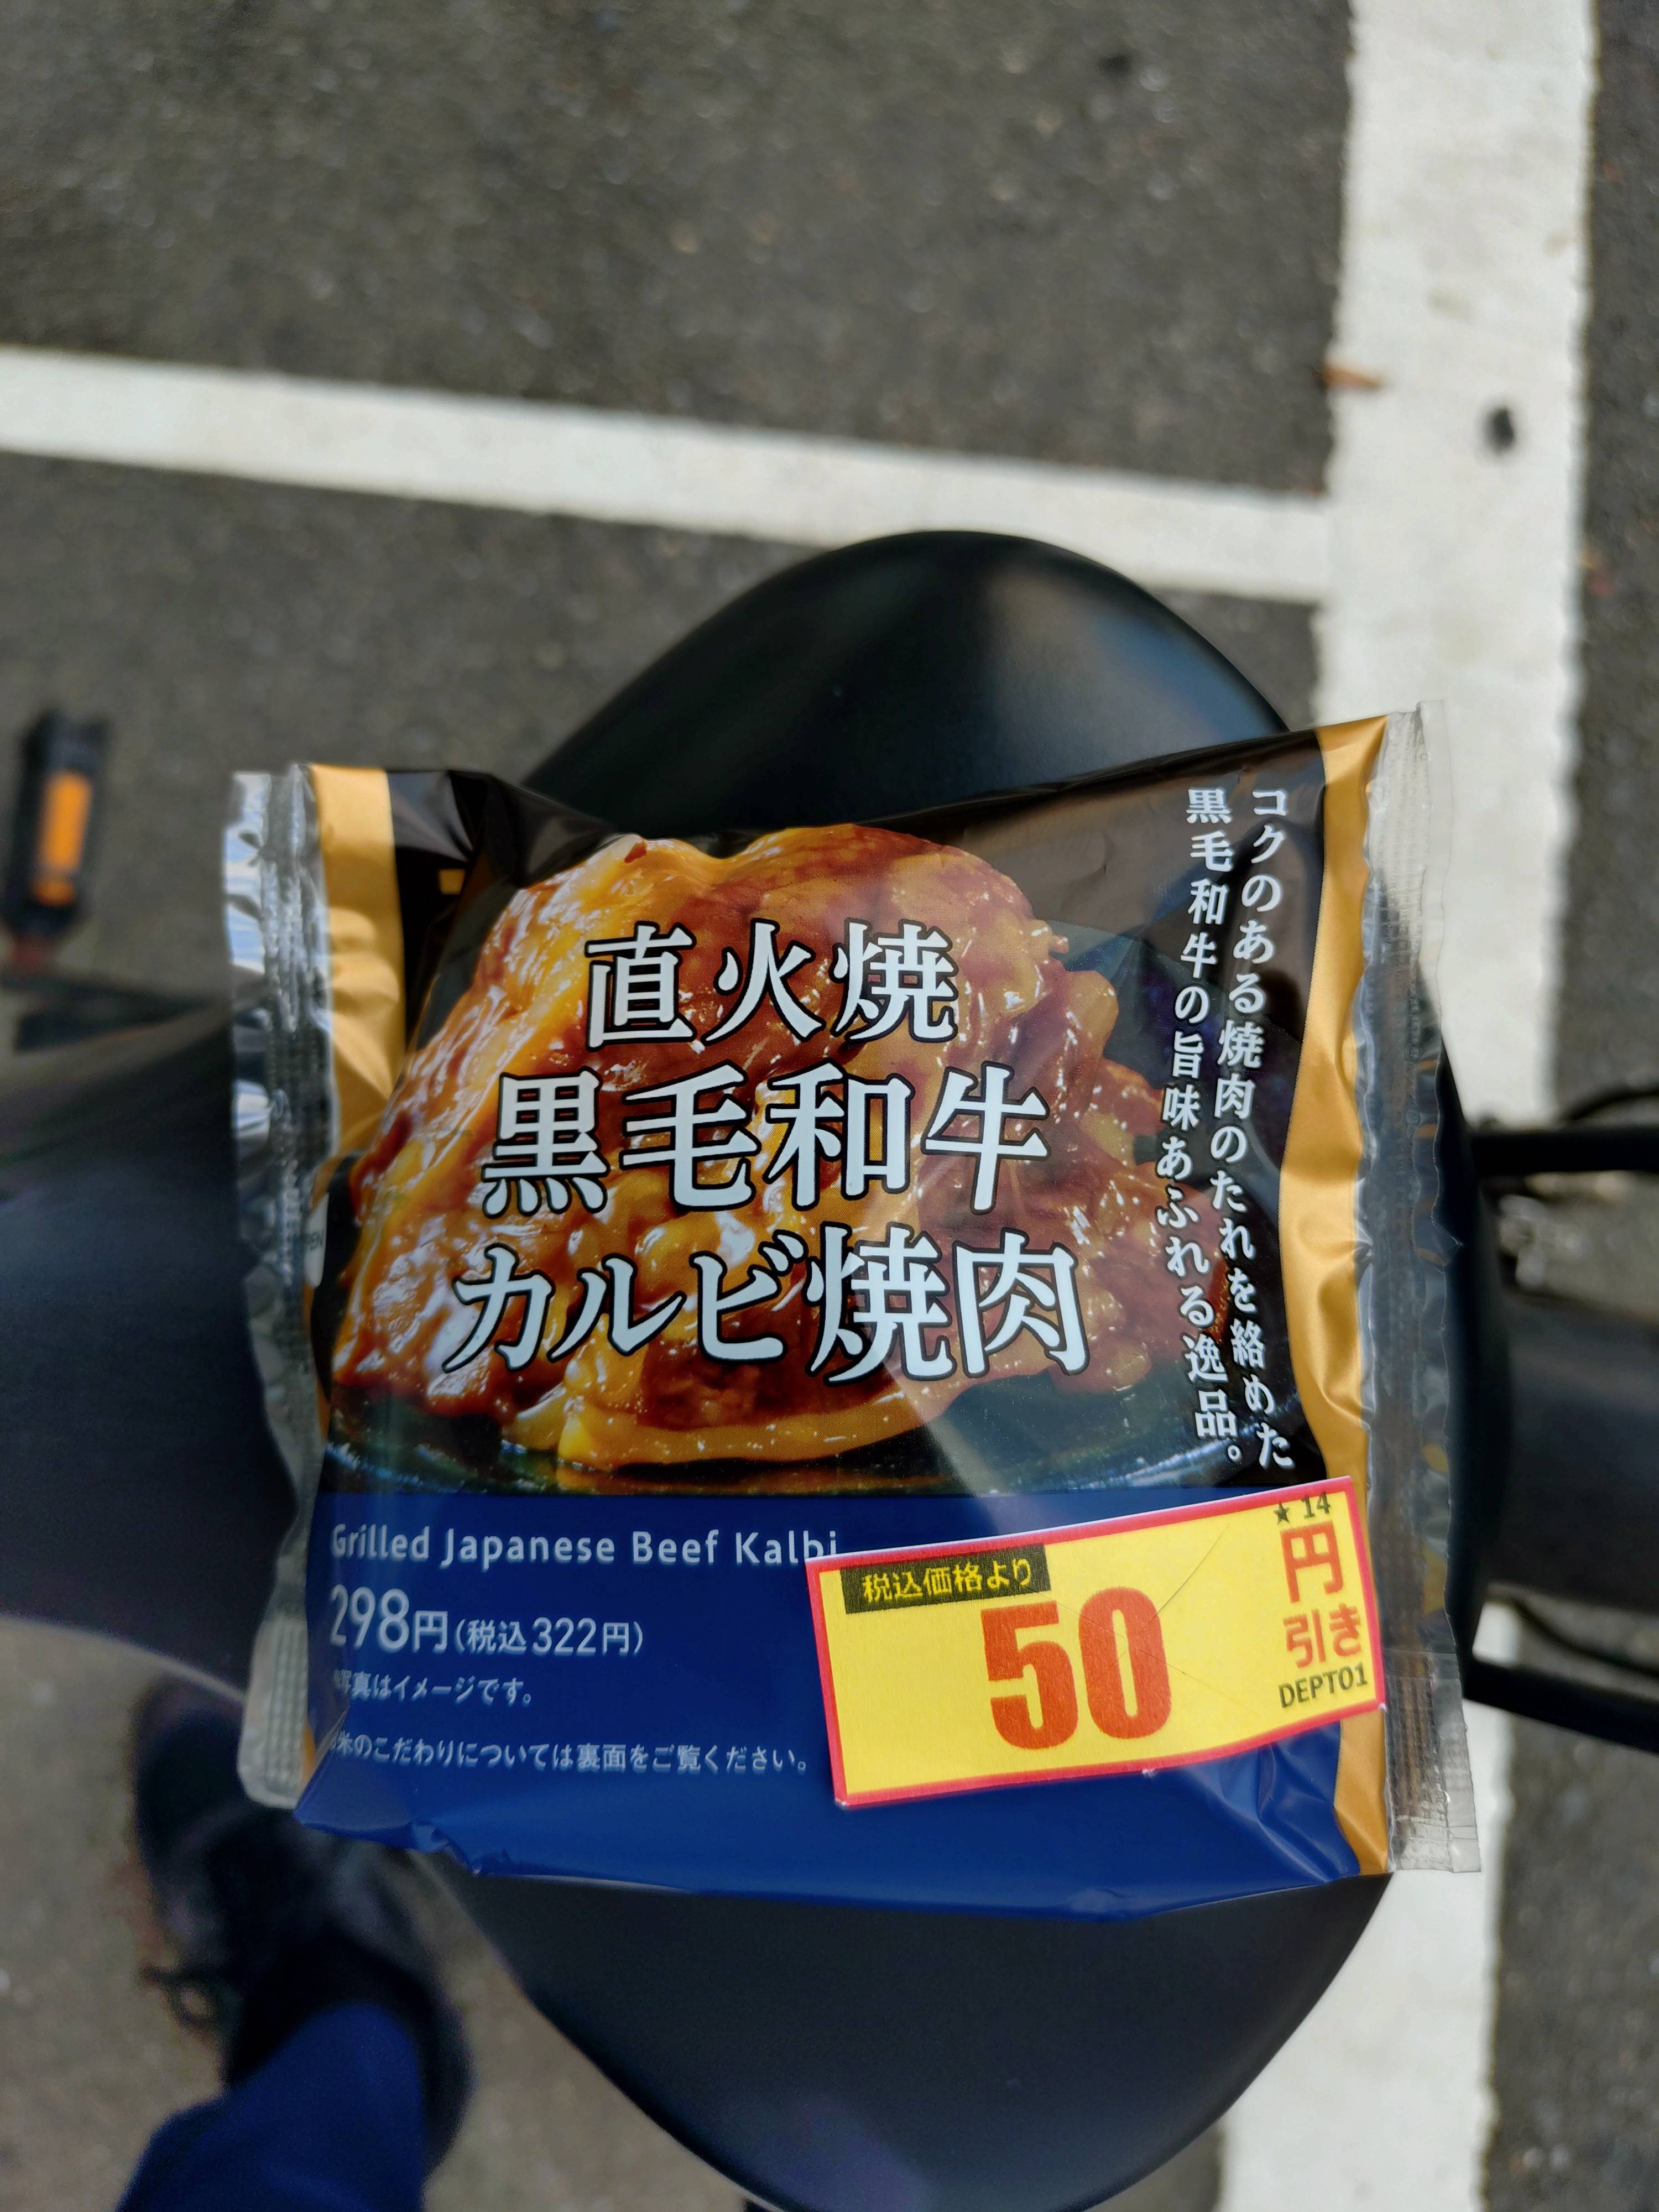 コクのある焼肉のたれを絡めた
黒毛和牛の旨味あふれる逸品。
直火焼
黒毛和牛
カルビ焼肉
Grilled Japanese Beef Kalbi
298円(税込322円)
写真はイメージです。
米のこだわりについては裏面をご覧ください。
★14
税込価格より
50円引き
DEPT01